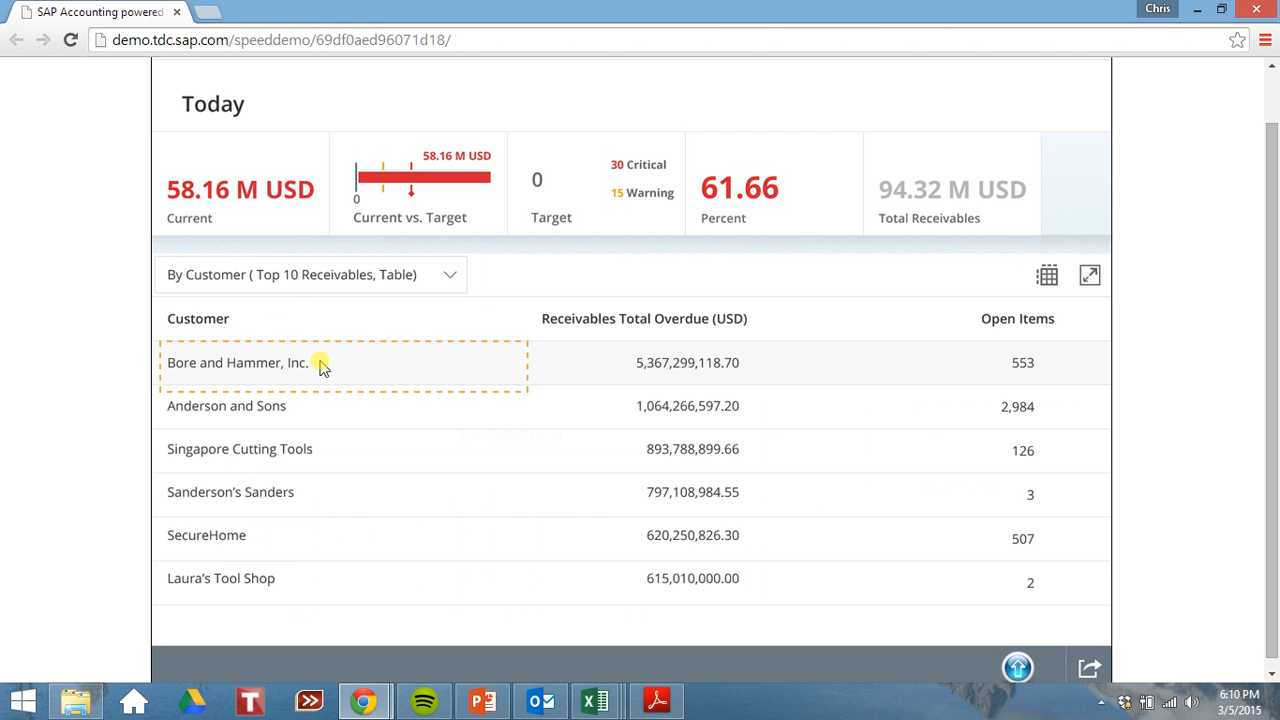 SAP Accounting powered
Chris
demo.tdc.sap.com/speeddemo/69df0aed96071d18/
Today
58.16 M USD
Current
58.16 M USD
0
Current vs. Target
0
Target
30 Critical
15 Warning
61.66
Percent
94.32 M USD
Total Receivables
By Customer ( Top 10 Receivables, Table)
Customer Receivables Total Overdue (USD) Open Items
Bore and Hammer, Inc. 5,367,299,118.70 553
Anderson and Sons 1,064,266,597.20 2,984
Singapore Cutting Tools 893,788,899.66 126
Sanderson’s Sanders 797,108,984.55 3
SecureHome 620,250,826.30 507
Laura’s Tool Shop 615,010,000.00 2
6:10 PM
3/5/2015